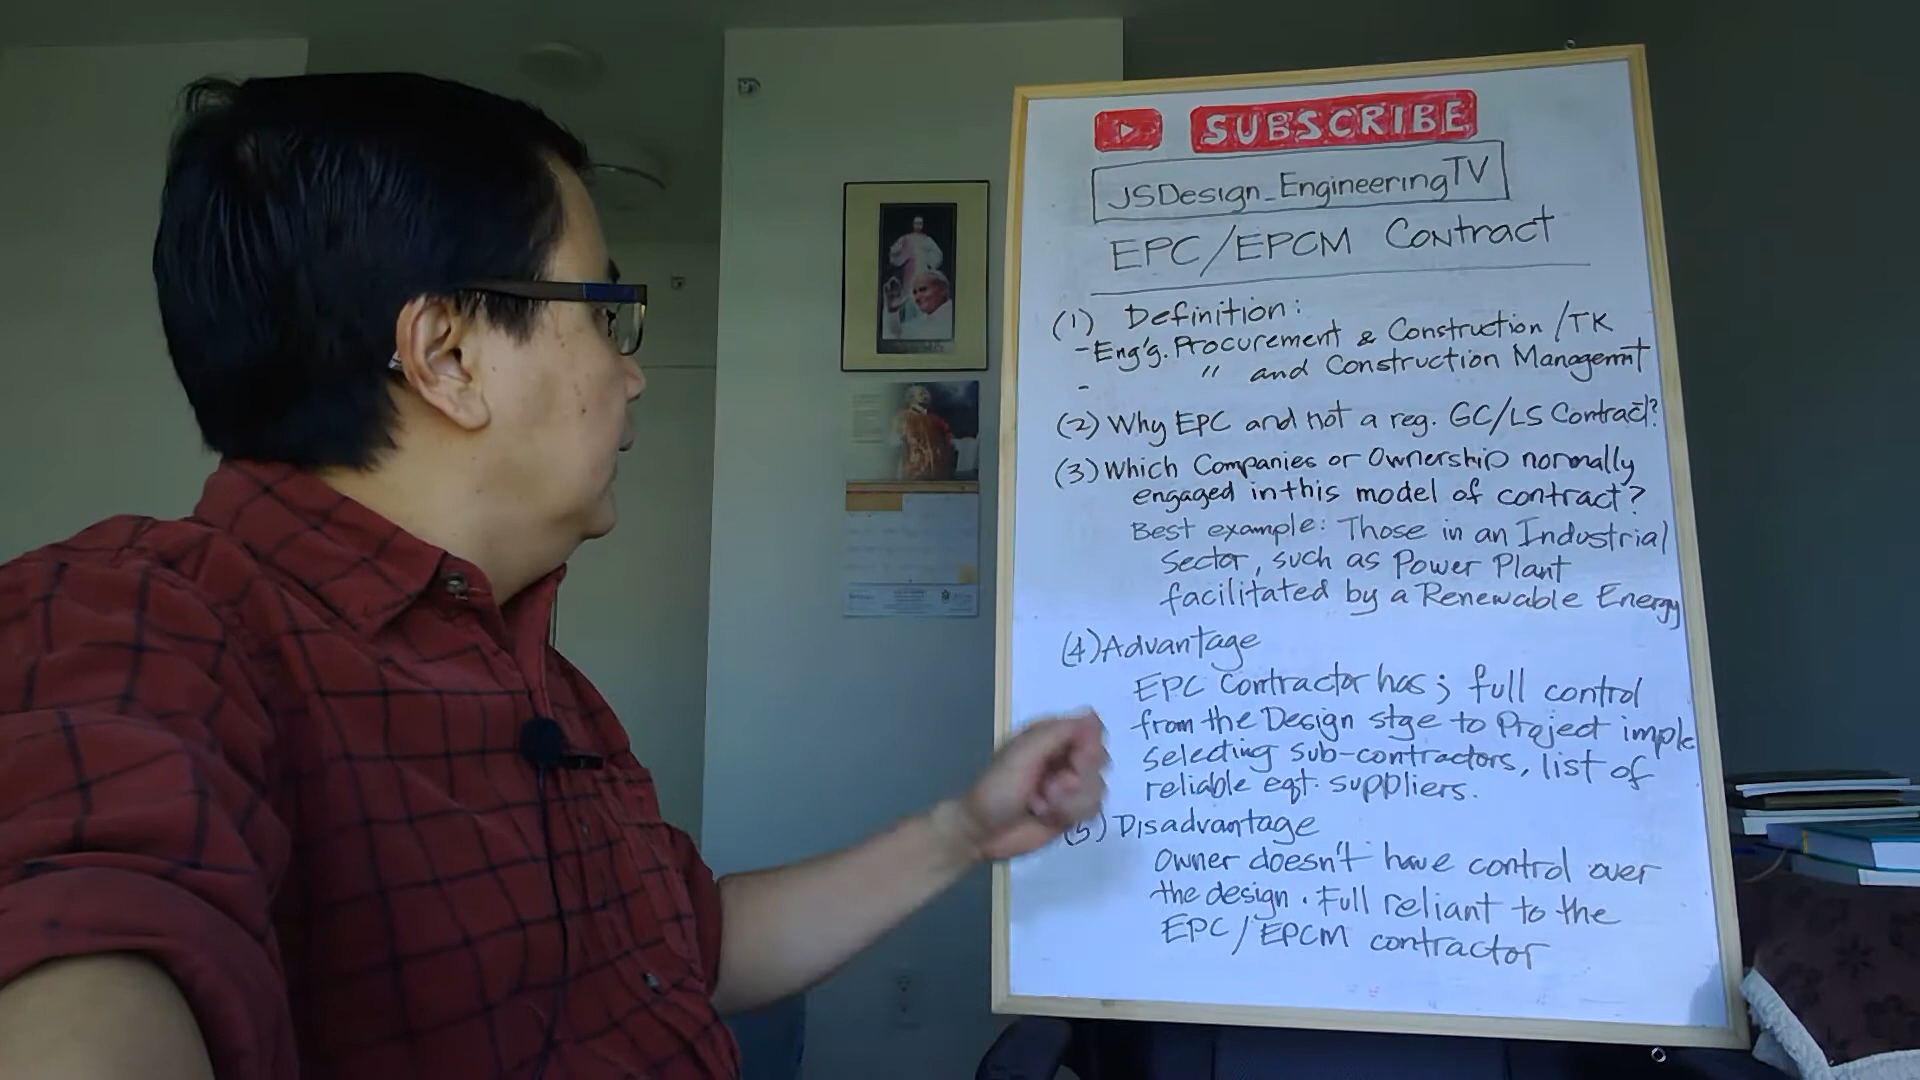 SUBSCRIBE
JSDesign_EngineeringTV
EPC/EPCM Contract
(1) Definition:
- Eng'g. Procurement & Construction/TK
- " and Construction Managemnt
(2) Why EPC and not a reg. GC/LS Contract?
(3) Which Companies or Ownership normally
engaged in this model of contract?
Best example: Those in an Industrial
Sector, such as Power Plant
facilitated by a Renewable Energy
(4) Advantage
EPC Contractor has; full control
from the Design stge to Project imple
selecting sub-contractors, list of
reliable eqt. suppliers.
(5) Disadvantage
Owner doesn't have control over
the design. Full reliant to the
EPC/EPCM contractor